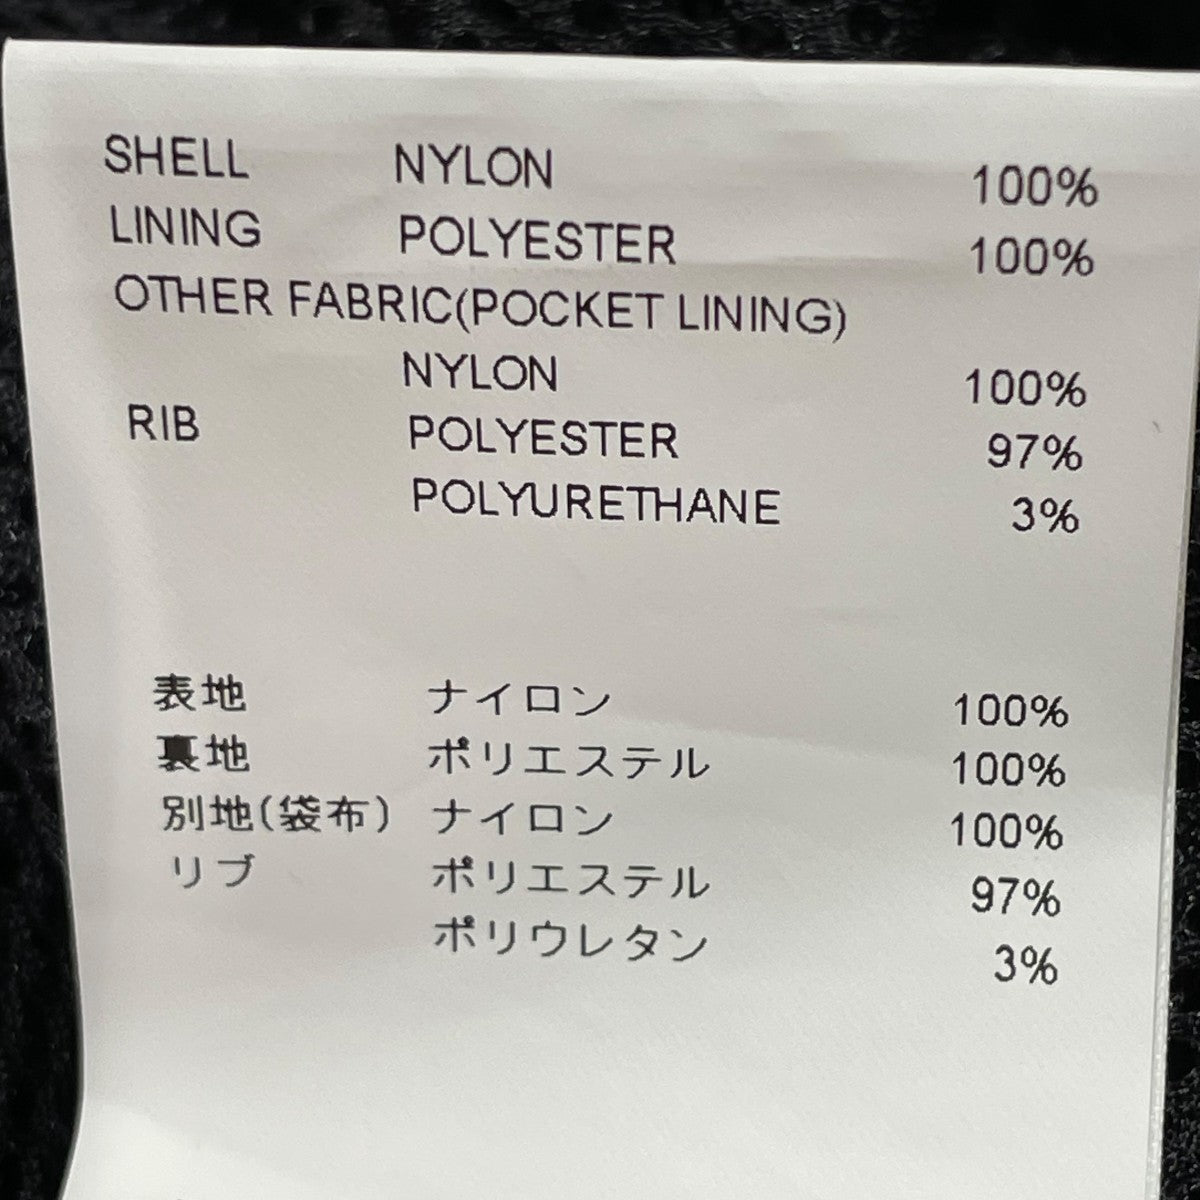 SHELL NYLON 100%
LINING POLYESTER 100%
OTHER FABRIC(POCKET LINING)
NYLON 100%
RIB POLYESTER 97%
POLYURETHANE 3%
表地 ナイロン 100%
裏地 ポリエステル 100%
別地(袋布) ナイロン 100%
リブ ポリエステル 97%
ポリウレタン 3%